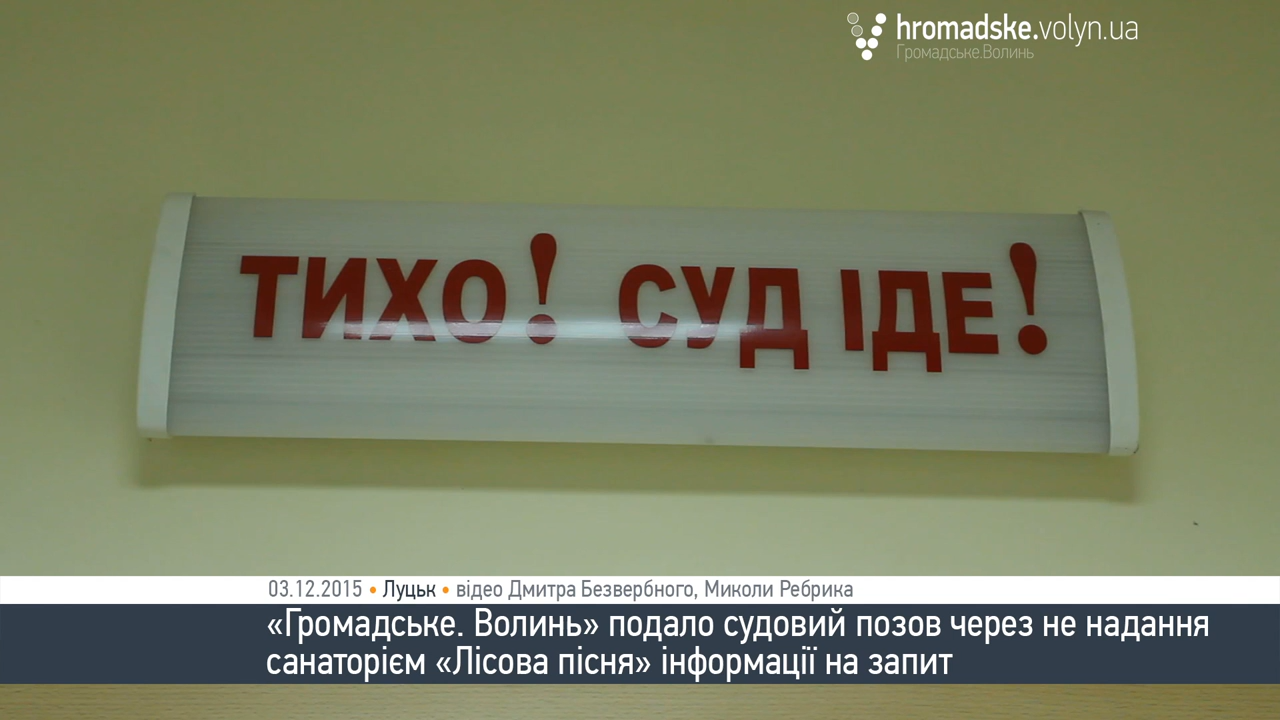 hromadske.volyn.ua
Громадське.Волинь
ТИХО! СУД ІДЕ!
03.12.2015 • Луцьк • відео Дмитра Безвербного, Миколи Ребрика
«Громадське. Волинь» подало судовий позов через не надання
санаторієм «Лісова пісня» інформації на запит